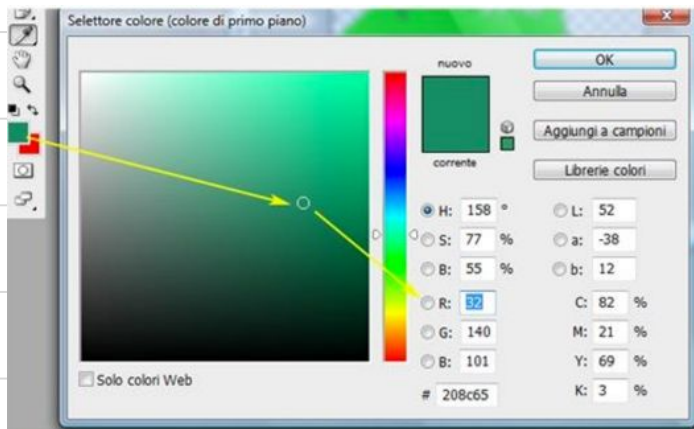 Selettore colore (colore di primo piano)
nuovo
corrente
OK
Annulla
Aggiungi a campioni
Librerie colori
H: 158 °
S: 77 %
B: 55 %
R: 32
G: 140
B: 101
# 208c65
L: 52
a: -38
b: 12
C: 82 %
M: 21 %
Y: 69 %
K: 3 %
Solo colori Web